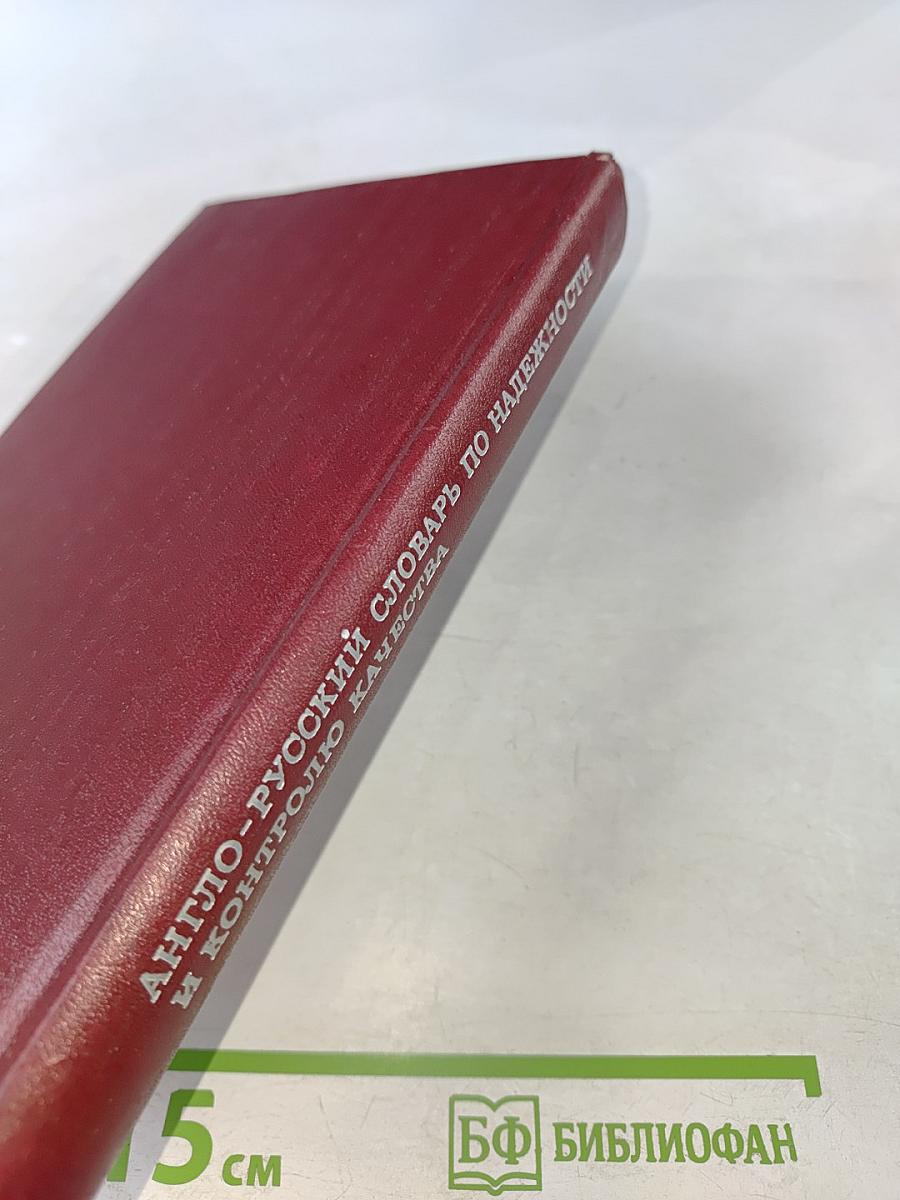 АНГЛО-РУССКИЙ СЛОВАРЬ ПО НАДЕЖНОСТИ
И КОНТРОЛЮ КАЧЕСТВА
15 СМ
БФ БИБЛИОФАН